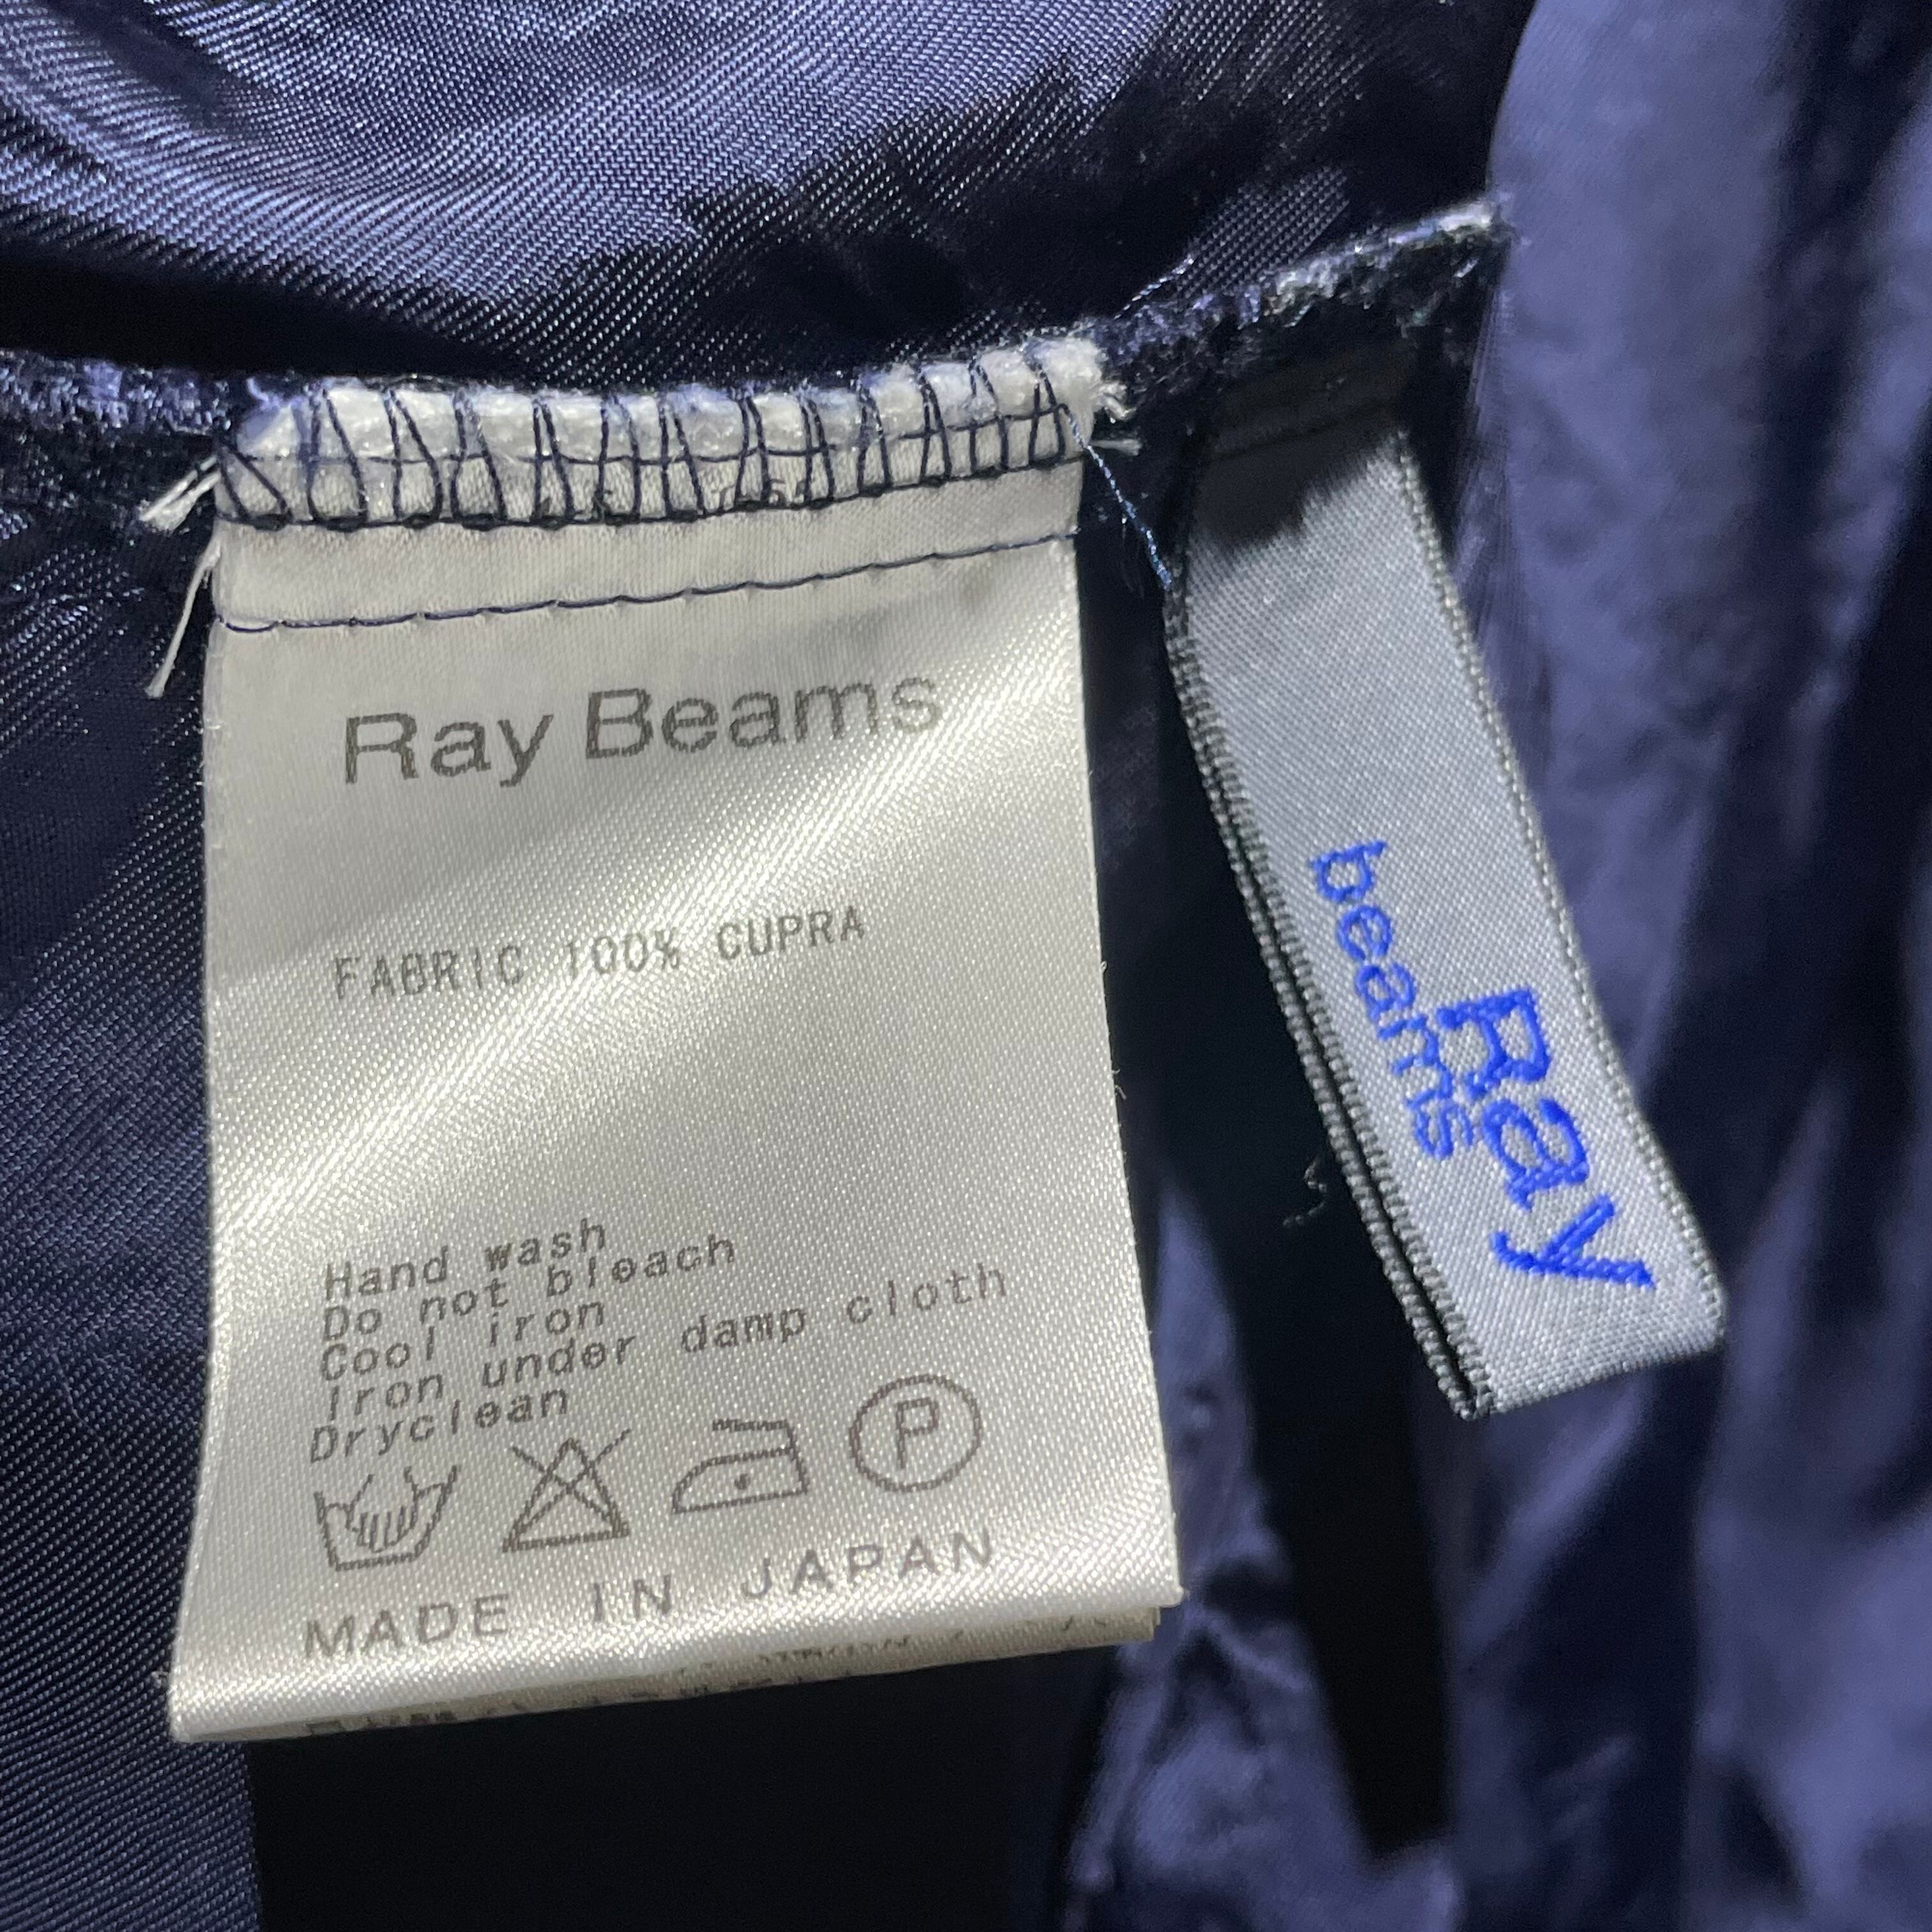 Ray Beams
FABRIC 100% CUPRA
Hand wash
Do not bleach
Cool iron
Iron under damp cloth
Dryclean
P
MADE IN JAPAN
Ray
beams